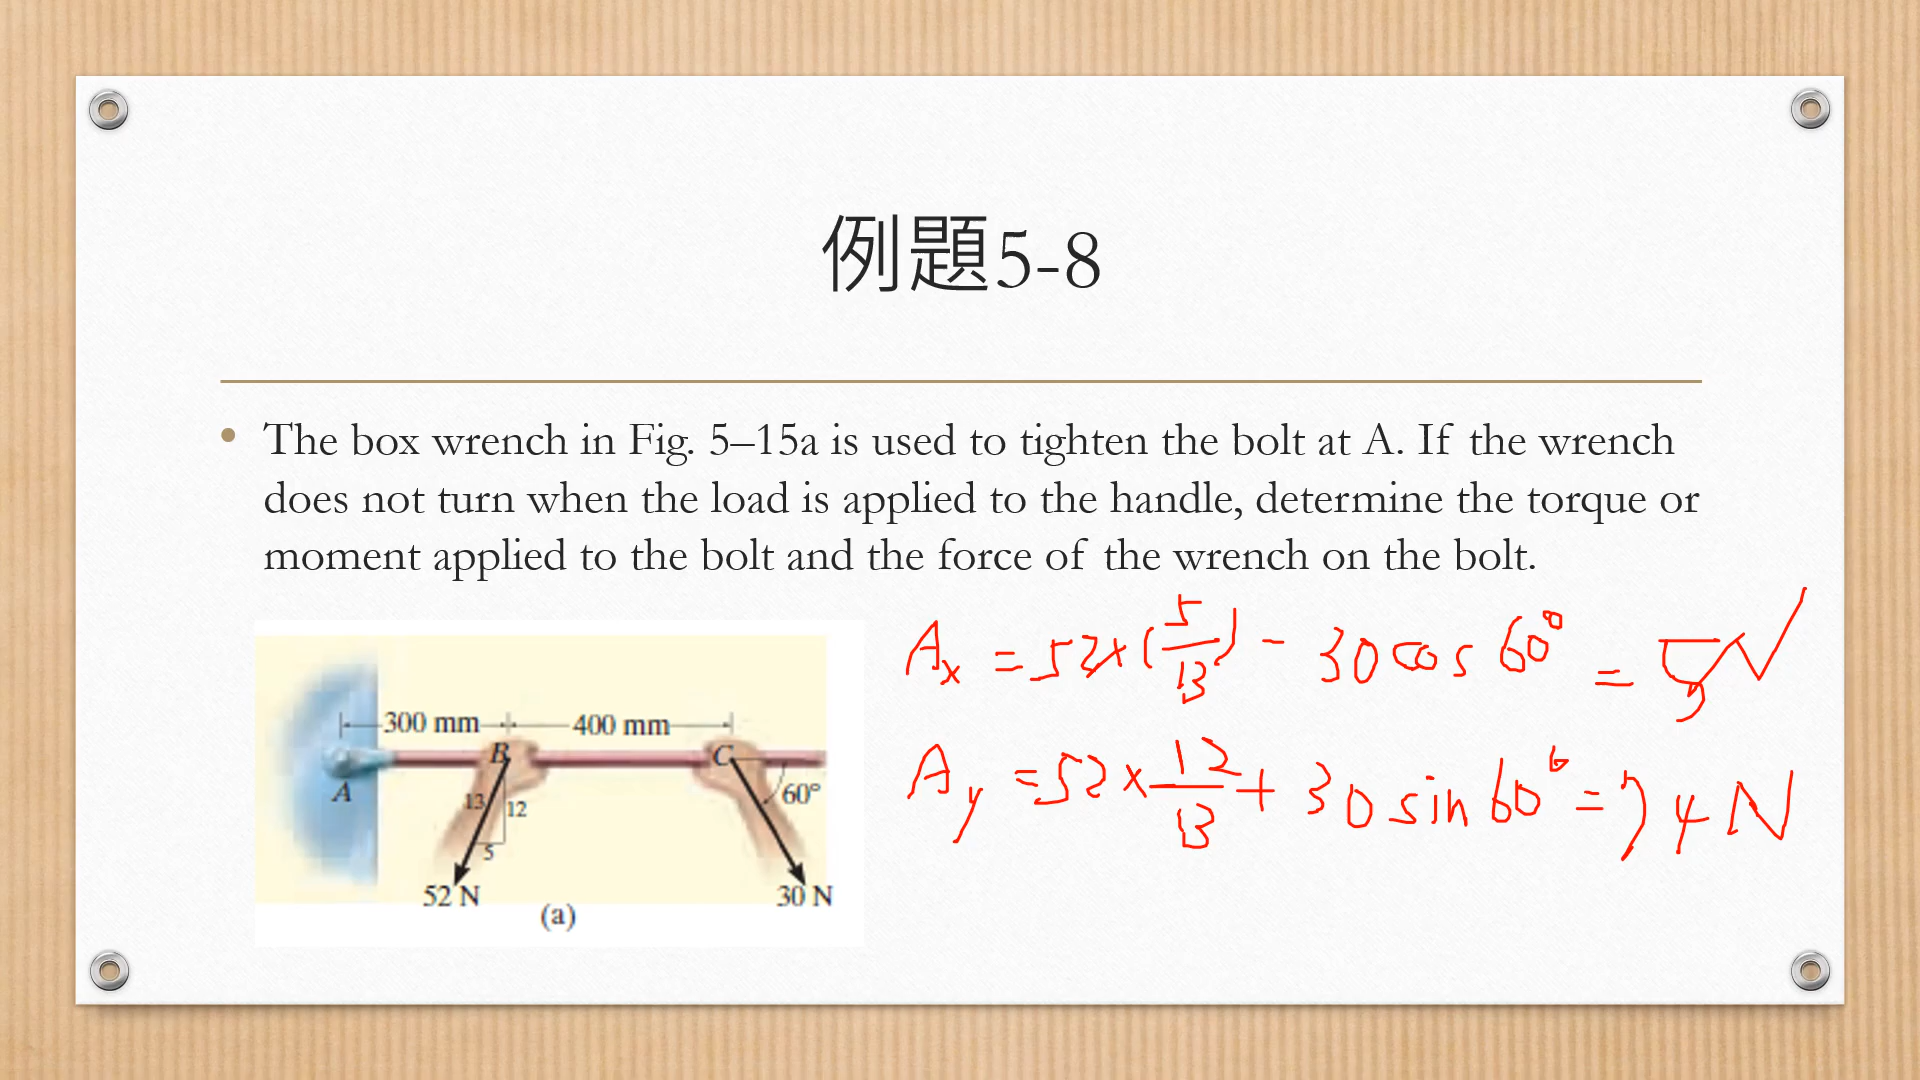 例題5-8
• The box wrench in Fig. 5–15a is used to tighten the bolt at A. If the wrench
does not turn when the load is applied to the handle, determine the torque or
moment applied to the bolt and the force of the wrench on the bolt.
Ax = 52×(5/13) - 30 cos 60° = 5N
Ay = 52×12/13 + 30 sin 60° = 74N
300 mm 400 mm
B C
A 60°
13 12
5
52 N 30 N
(a)